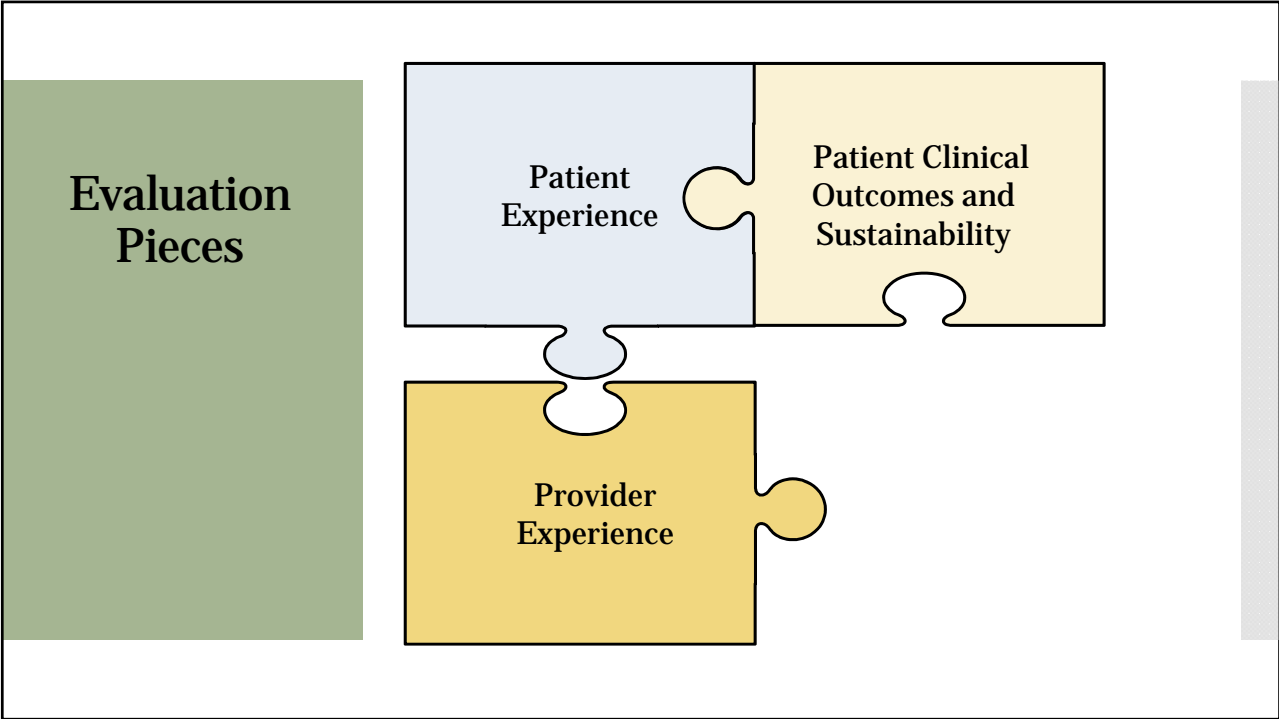 Evaluation
Pieces
Patient
Experience
Patient Clinical
Outcomes and
Sustainability
Provider
Experience